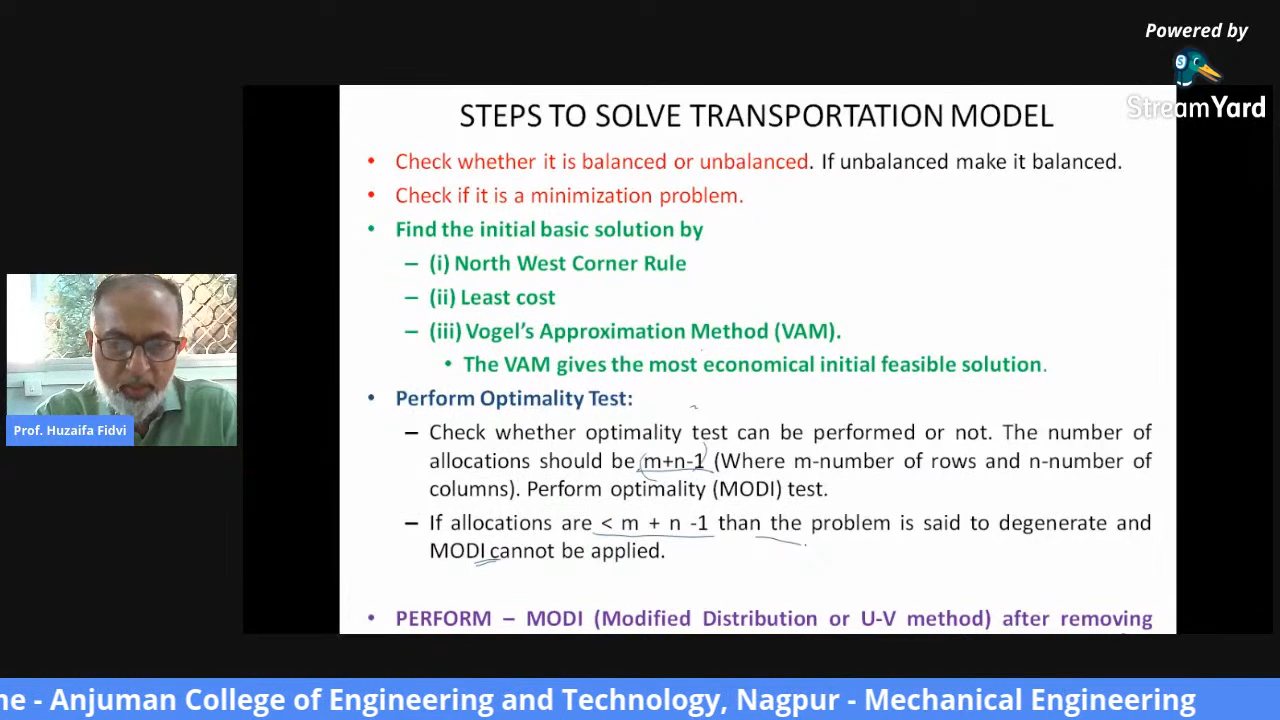 Powered by
StreamYard
STEPS TO SOLVE TRANSPORTATION MODEL
• Check whether it is balanced or unbalanced. If unbalanced make it balanced.
• Check if it is a minimization problem.
• Find the initial basic solution by
– (i) North West Corner Rule
– (ii) Least cost
– (iii) Vogel’s Approximation Method (VAM).
• The VAM gives the most economical initial feasible solution.
• Perform Optimality Test:
– Check whether optimality test can be performed or not. The number of
allocations should be m+n-1 (Where m-number of rows and n-number of
columns). Perform optimality (MODI) test.
– If allocations are < m + n -1 than the problem is said to degenerate and
MODI cannot be applied.
• PERFORM – MODI (Modified Distribution or U-V method) after removing
Prof. Huzaifa Fidvi
ne - Anjuman College of Engineering and Technology, Nagpur - Mechanical Engineering